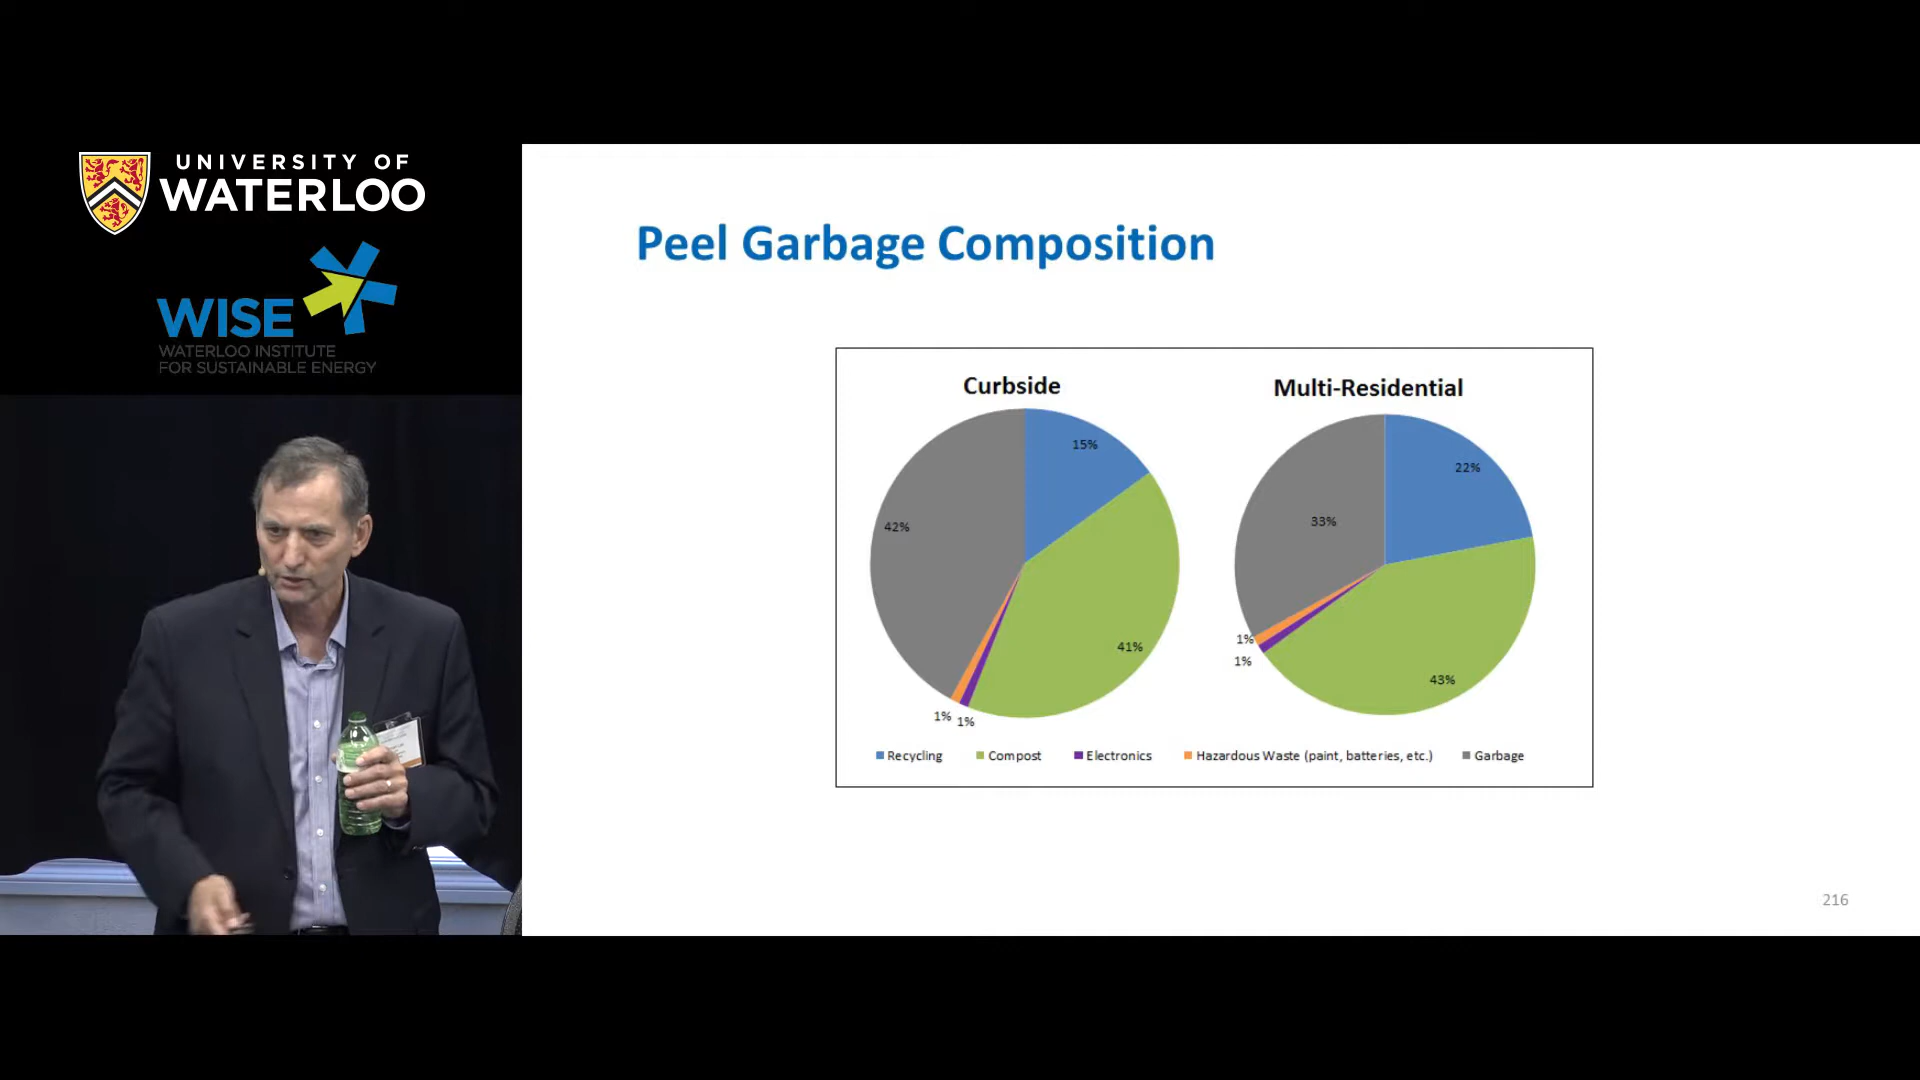 UNIVERSITY OF
WATERLOO
WISE
WATERLOO INSTITUTE
FOR SUSTAINABLE ENERGY
Peel Garbage Composition
Curbside
15%
42%
41%
1%
1%
Multi-Residential
22%
33%
1%
1%
43%
Recycling Compost Electronics Hazardous Waste (paint, batteries, etc.) Garbage
216